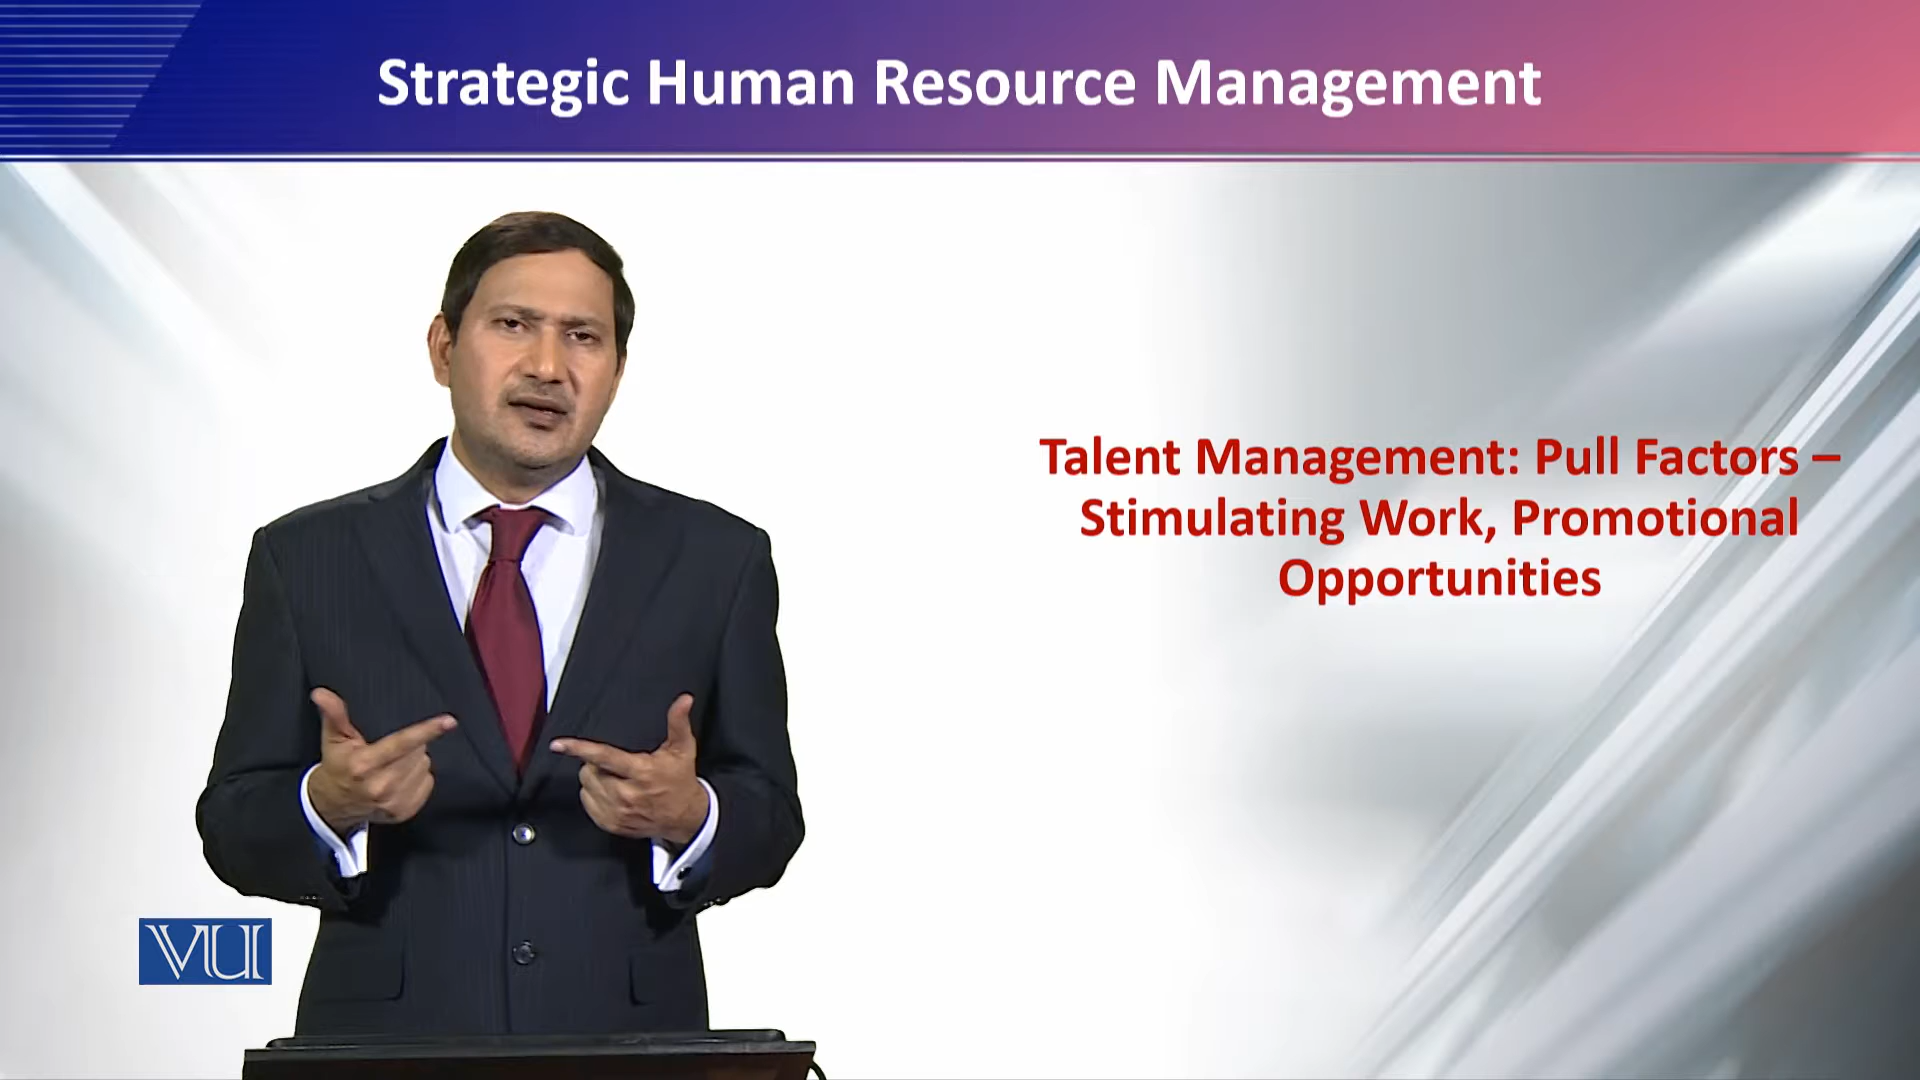 Strategic Human Resource Management
Talent Management: Pull Factors –
Stimulating Work, Promotional
Opportunities
VU